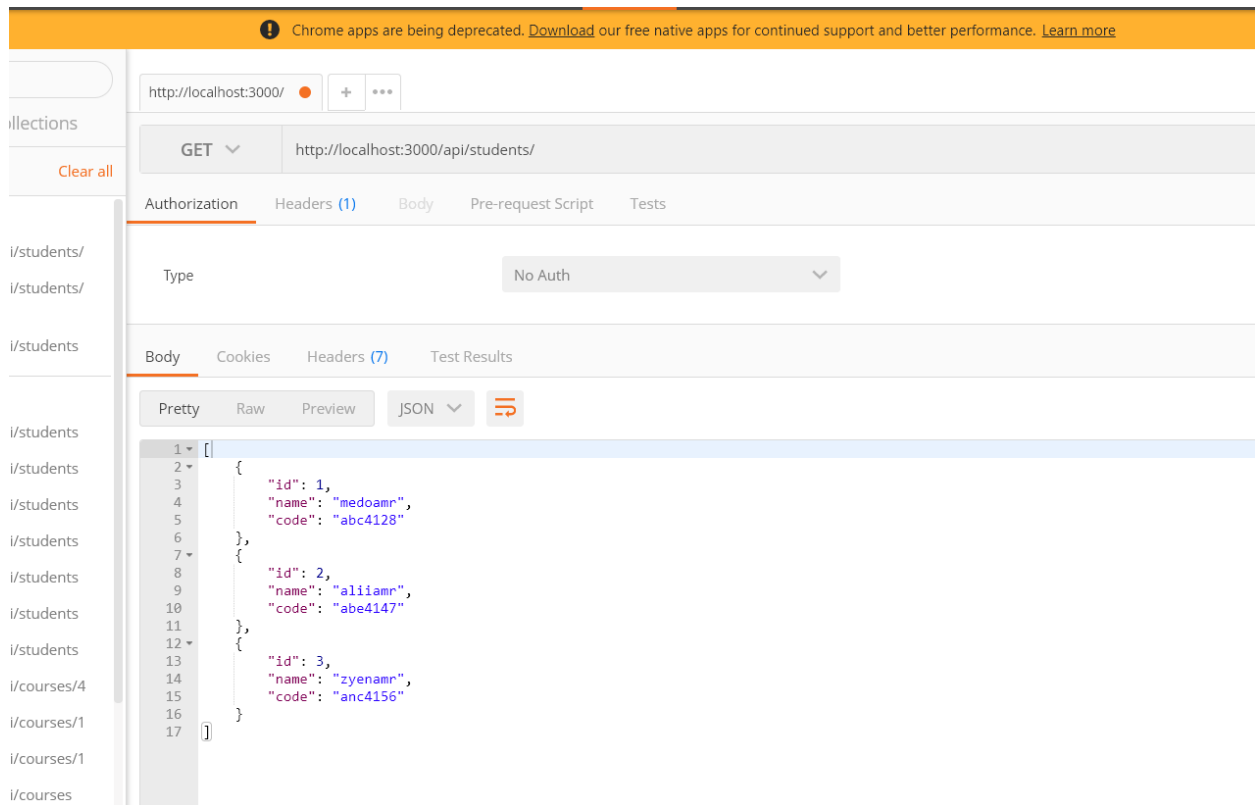 Chrome apps are being deprecated. Download our free native apps for continued support and better performance. Learn more
http://localhost:3000/
ollections
GET http://localhost:3000/api/students/
Clear all
Authorization Headers (1) Body Pre-request Script Tests
i/students/
Type No Auth
i/students/
i/students
Body Cookies Headers (7) Test Results
Pretty Raw Preview JSON
i/students
1 [
2 {
i/students
3 "id": 1,
4 "name": "medoamr",
i/students
5 "code": "abc4128"
6 },
i/students
7 {
8 "id": 2,
i/students
9 "name": "aliiamr",
10 "code": "abe4147"
i/students
11 },
12 {
i/students
13 "id": 3,
14 "name": "zyenamr",
i/courses/4
15 "code": "anc4156"
16 }
i/courses/1
17 ]
i/courses/1
i/courses